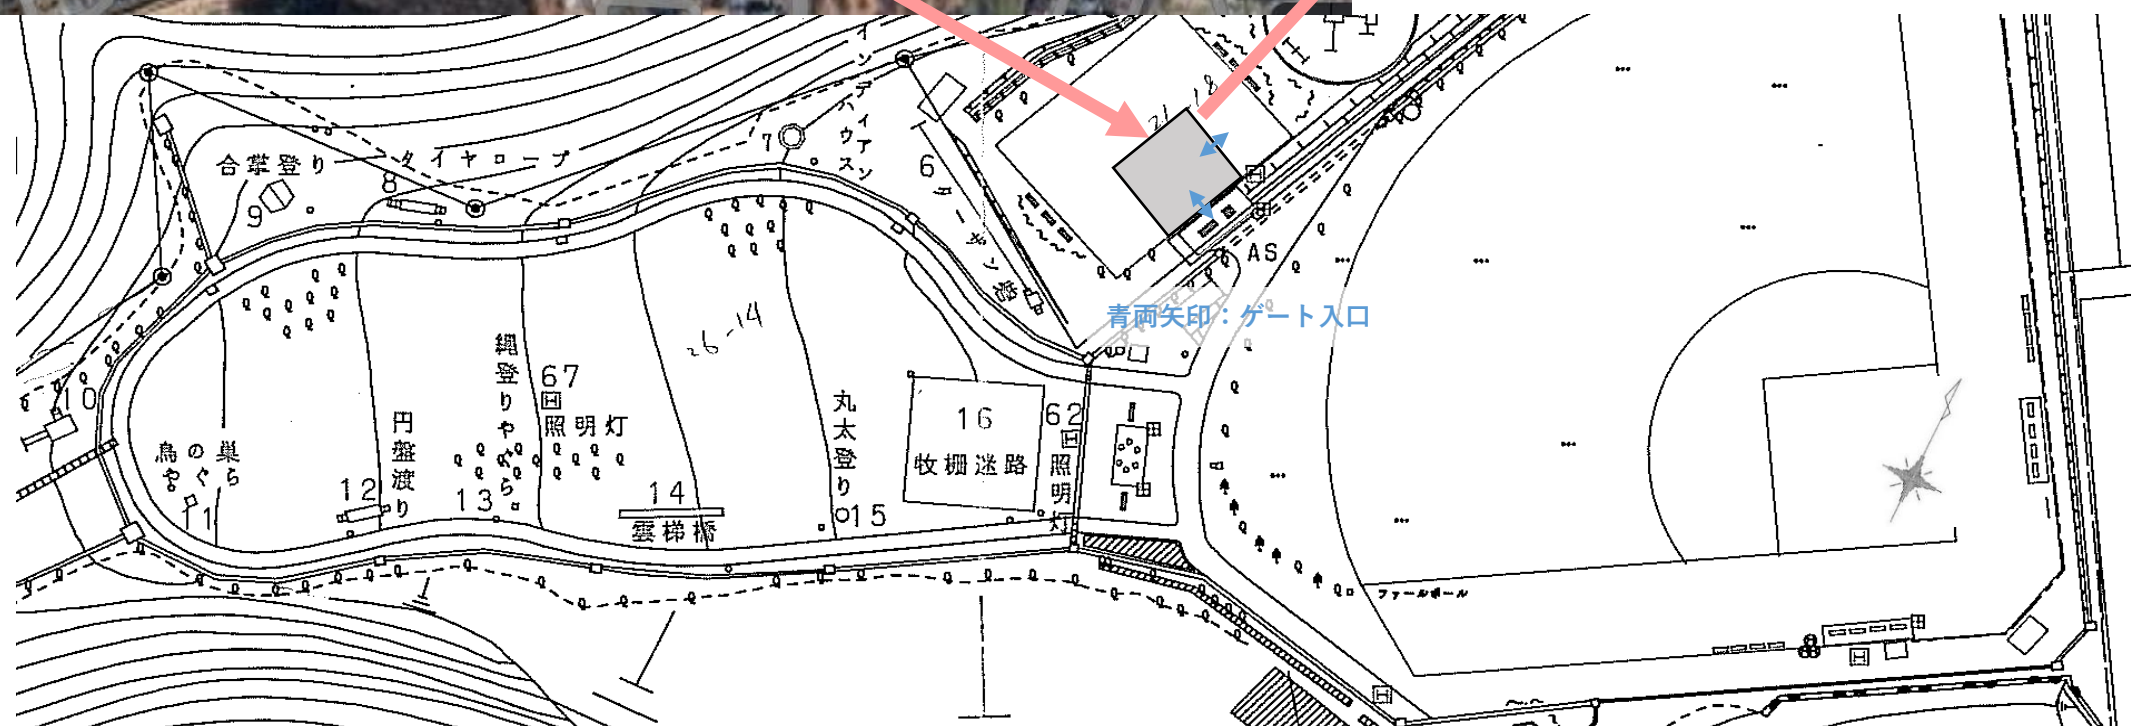 インディアンハウス
7
合掌登り
タイヤロープ
8
9
6
ターザン塔
21
18
AS
青両矢印：ゲート入口
26-14
10
鳥の巣やぐら
11
12
円盤渡り
縄登りやぐら
13
67
照明灯
14
雲梯橋
丸太登り
15
16
牧柵迷路
62
照明灯
ファールポール